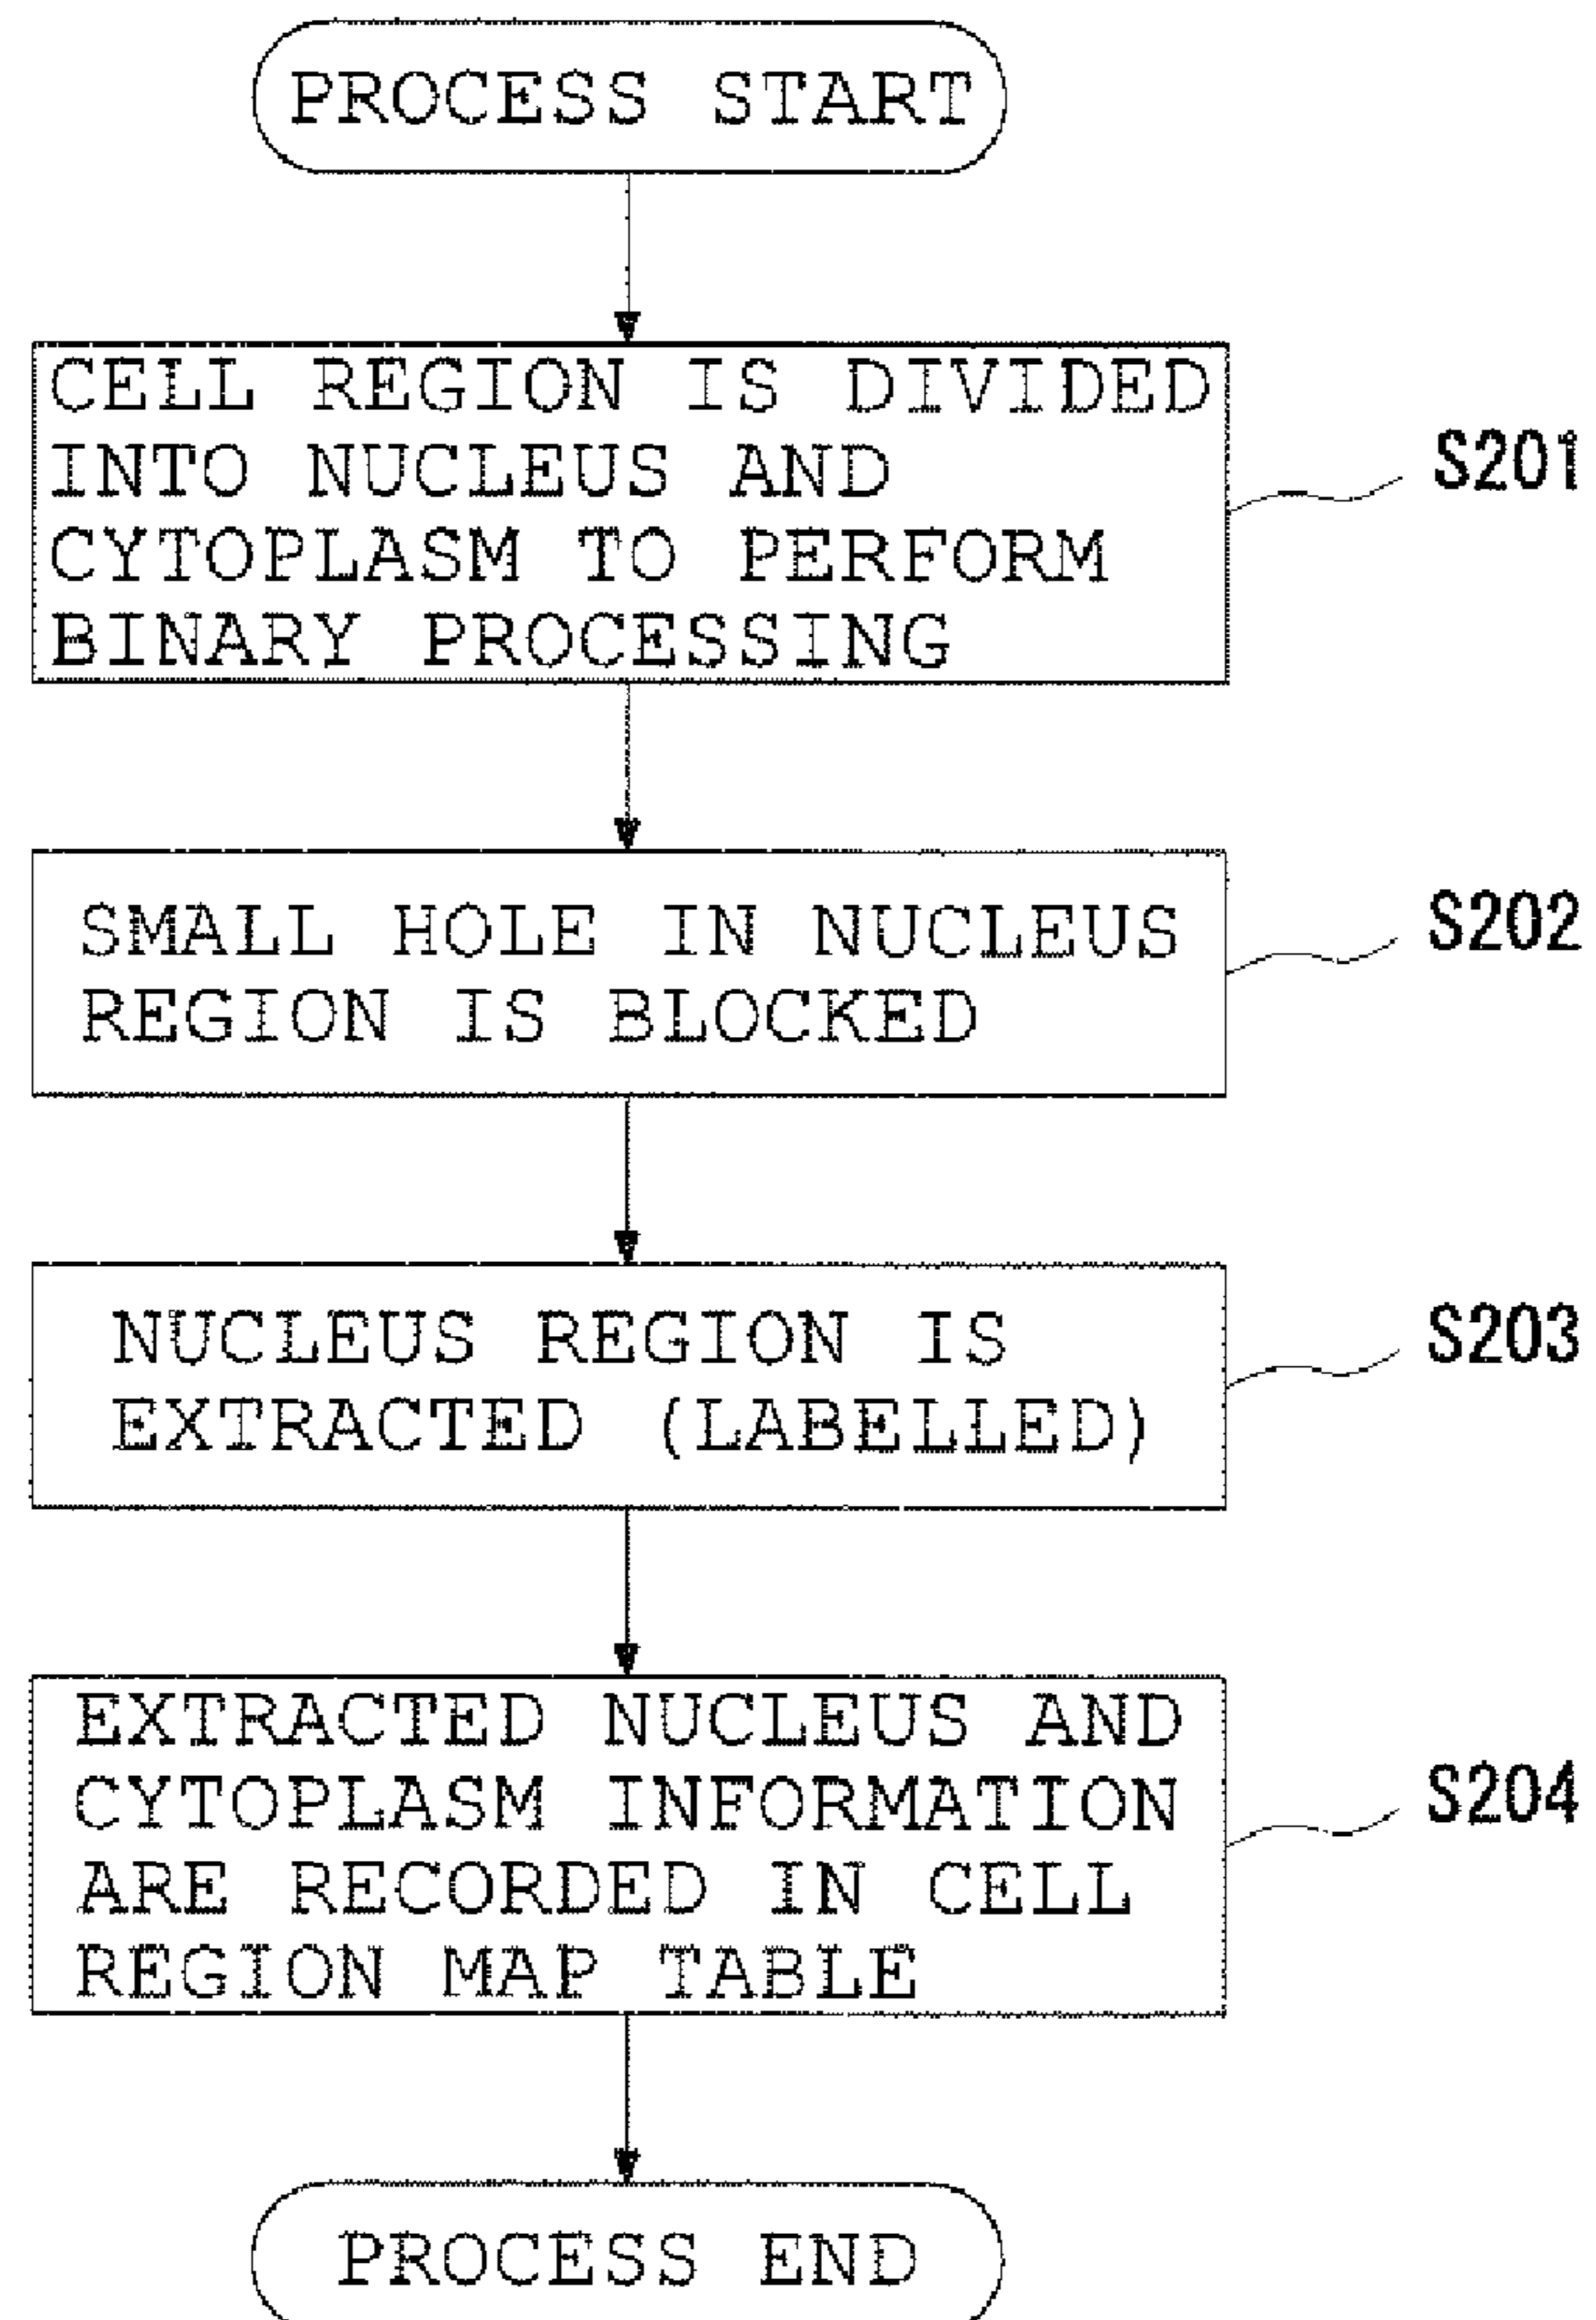 PROCESS START
CELL REGION IS DIVIDED
INTO NUCLEUS AND
CYTOPLASM TO PERFORM
BINARY PROCESSING
S201
SMALL HOLE IN NUCLEUS
REGION IS BLOCKED
S202
NUCLEUS REGION IS
EXTRACTED (LABELLED)
S203
EXTRACTED NUCLEUS AND
CYTOPLASM INFORMATION
ARE RECORDED IN CELL
REGION MAP TABLE
S204
PROCESS END